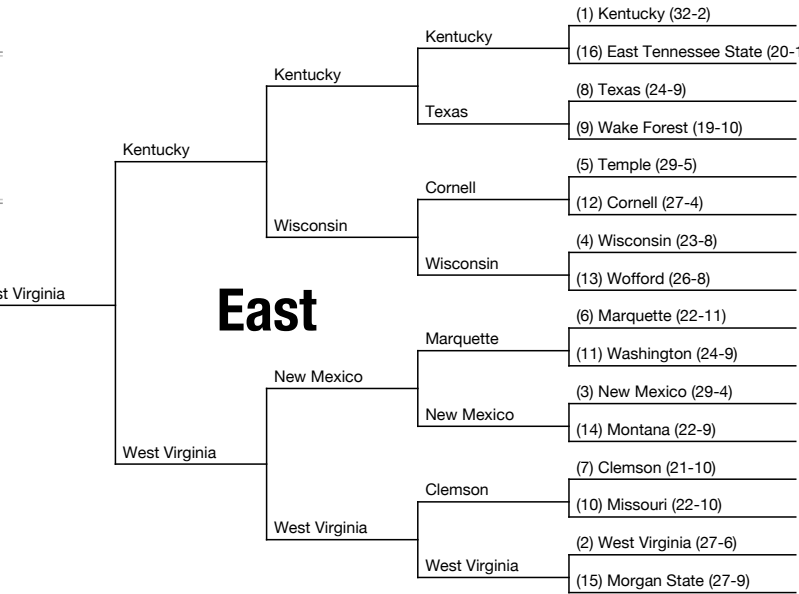 (1) Kentucky (32-2)
Kentucky
(16) East Tennessee State (20-1
Kentucky
(8) Texas (24-9)
Texas
(9) Wake Forest (19-10)
Kentucky
(5) Temple (29-5)
Cornell
(12) Cornell (27-4)
Wisconsin
(4) Wisconsin (23-8)
Wisconsin
(13) Wofford (26-8)
st Virginia
East
(6) Marquette (22-11)
Marquette
(11) Washington (24-9)
New Mexico
(3) New Mexico (29-4)
New Mexico
(14) Montana (22-9)
West Virginia
(7) Clemson (21-10)
Clemson
(10) Missouri (22-10)
West Virginia
(2) West Virginia (27-6)
West Virginia
(15) Morgan State (27-9)